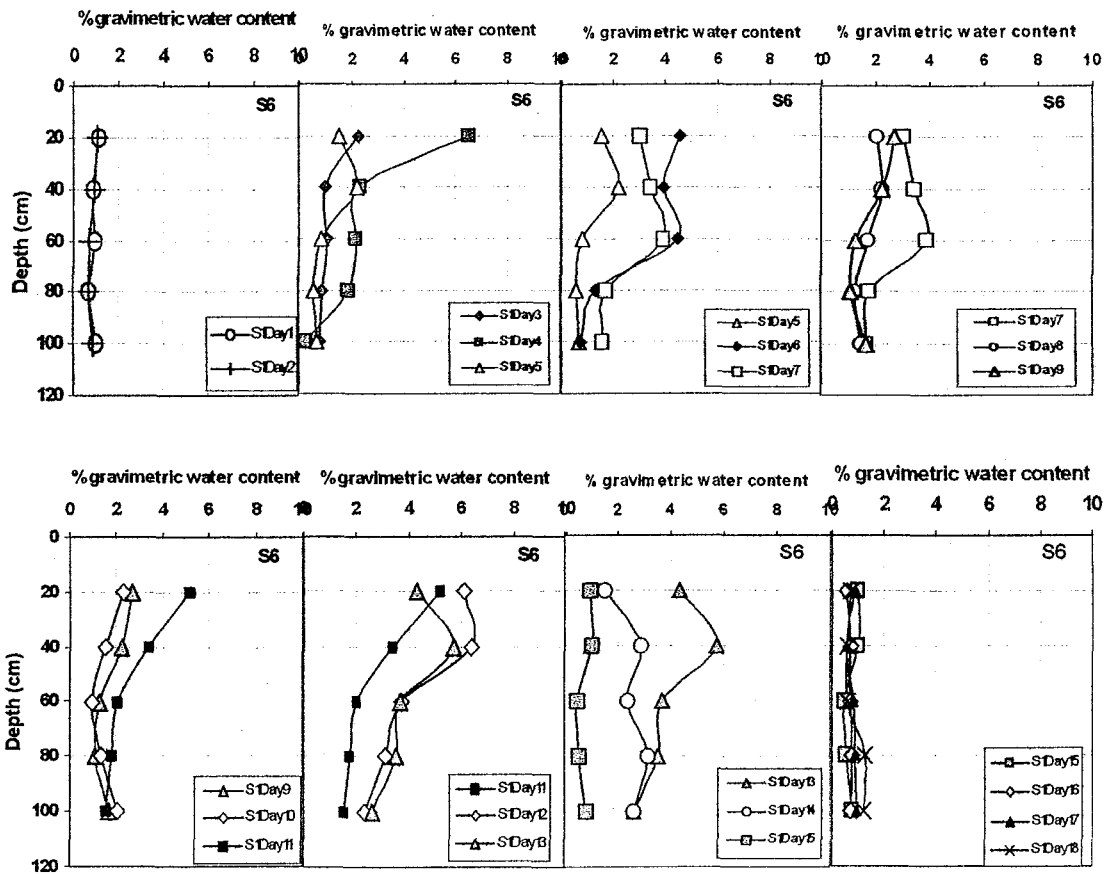 %gravimetric water content
0 2 4 6 8 10
0
20
40
60
80
100
120
Depth (cm)
S6
S1Day1
S1Day2
% gravimetric water content
2 4 6 8 10
S6
S1Day3
S1Day4
S1Day5
% gravimetric water content
2 4 6 8 10
S6
S1Day5
S1Day6
S1Day7
% gravimetric water content
2 4 6 8 10
S6
S1Day7
S1Day8
S1Day9
%gravimetric water content
0 2 4 6 8 10
0
20
40
60
80
100
120
Depth (cm)
S6
S1Day9
S1Day10
S1Day11
%gravimetric water content
2 4 6 8 10
S6
S1Day11
S1Day12
S1Day13
% gravimetric water content
2 4 6 8 10
S6
S1Day13
S1Day14
S1Day15
% gravimetric water content
2 4 6 8 10
S6
S1Day15
S1Day16
S1Day17
S1Day18